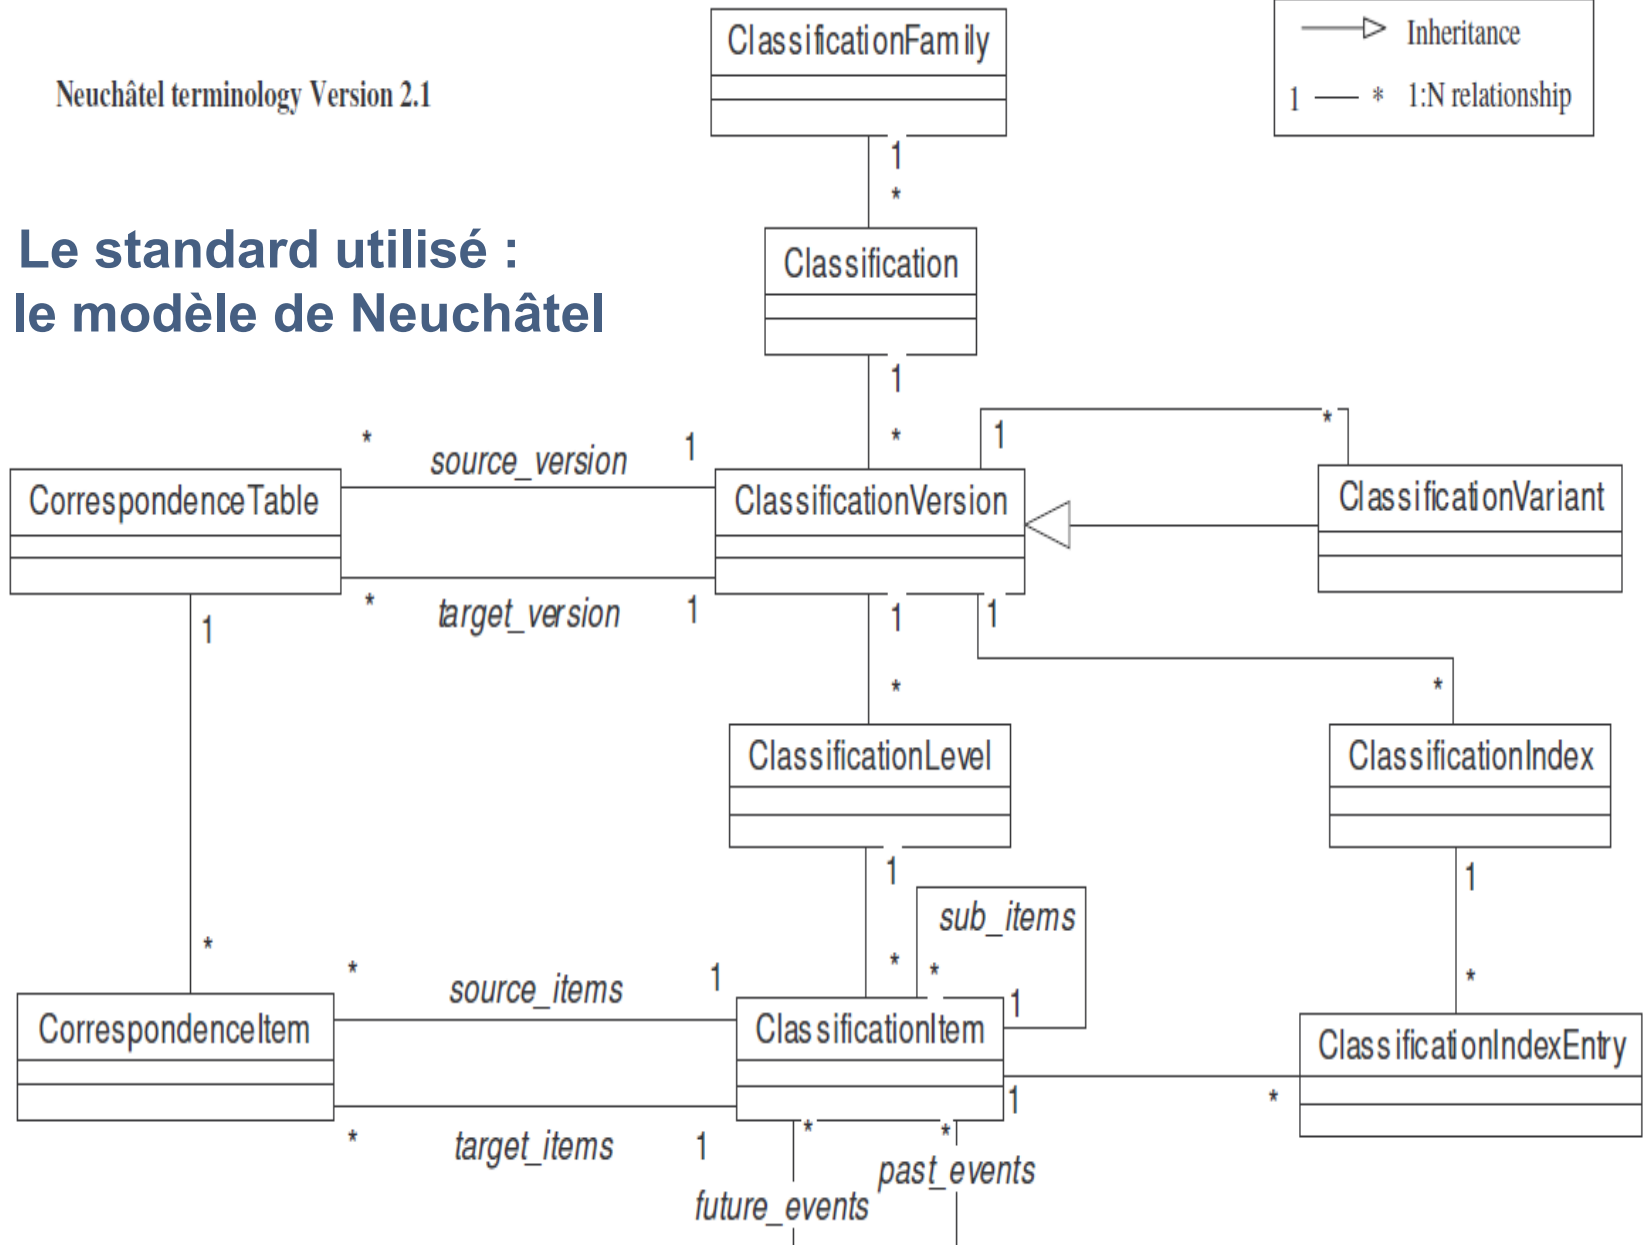 ClassificationFamily
Inheritance
1 * 1:N relationship
Neuchâtel terminology Version 2.1
1
*
Le standard utilisé :
le modèle de Neuchâtel
Classification
1
*
1
*
* source_version 1
CorrespondenceTable
ClassificationVersion
ClassificationVariant
* target_version 1
1
1
1
*
*
ClassificationLevel
ClassificationIndex
1
1
sub_items
*
*
*
1
*
* source_items 1
CorrespondenceItem
ClassificationItem
ClassificationIndexEntry
1
*
* target_items 1
*
*
past_events
future_events